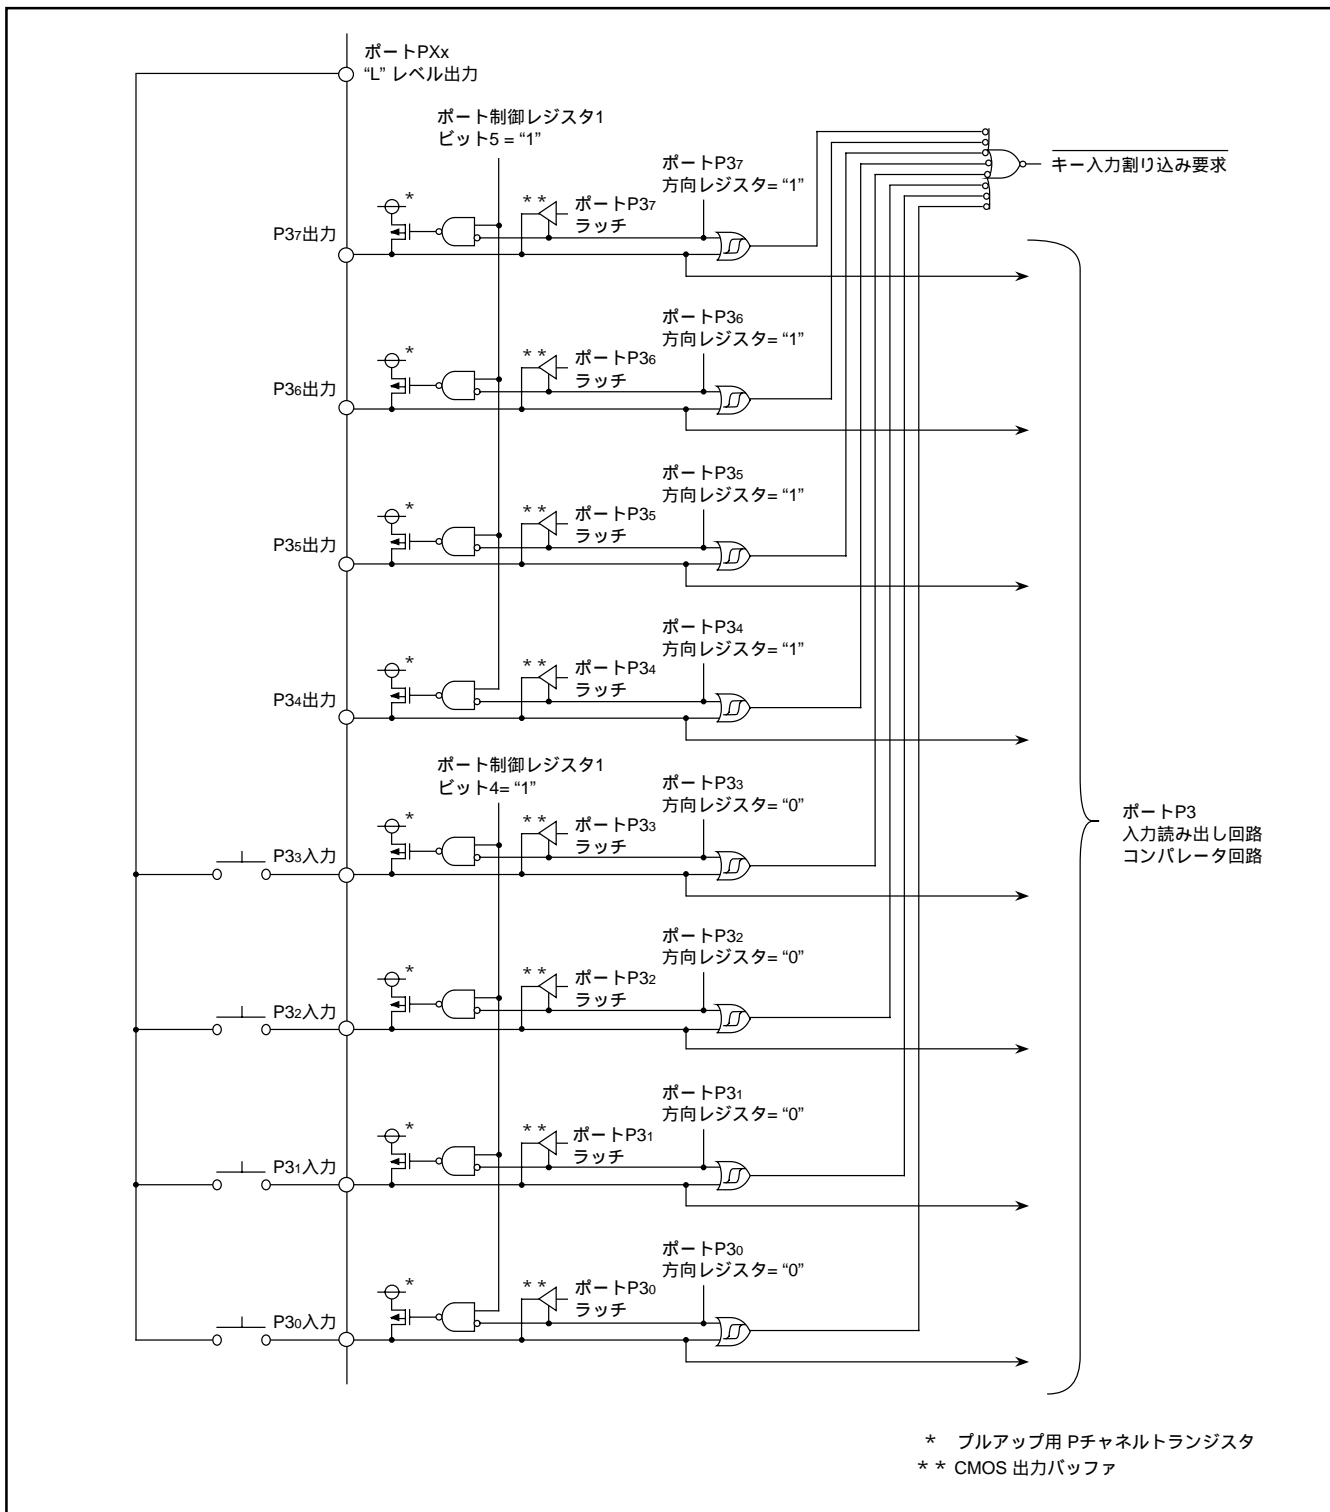 ポートPXx
“L” レベル出力
ポート制御レジスタ1
ビット5 = “1”
キー入力割り込み要求
ポートP37
方向レジスタ= “1”
*
* *
ポートP37
ラッチ
P37出力
ポートP36
方向レジスタ= “1”
*
* *
ポートP36
ラッチ
P36出力
ポートP35
方向レジスタ= “1”
*
* *
ポートP35
ラッチ
P35出力
ポートP34
方向レジスタ= “1”
*
* *
ポートP34
ラッチ
P34出力
ポート制御レジスタ1
ビット4= “1”
ポートP33
方向レジスタ= “0”
*
* *
ポートP33
ラッチ
P33入力
ポートP3
入力読み出し回路
コンパレータ回路
ポートP32
方向レジスタ= “0”
*
* *
ポートP32
ラッチ
P32入力
ポートP31
方向レジスタ= “0”
*
* *
ポートP31
ラッチ
P31入力
ポートP30
方向レジスタ= “0”
*
* *
ポートP30
ラッチ
P30入力
* プルアップ用 Pチャネルトランジスタ
* * CMOS 出力バッファ